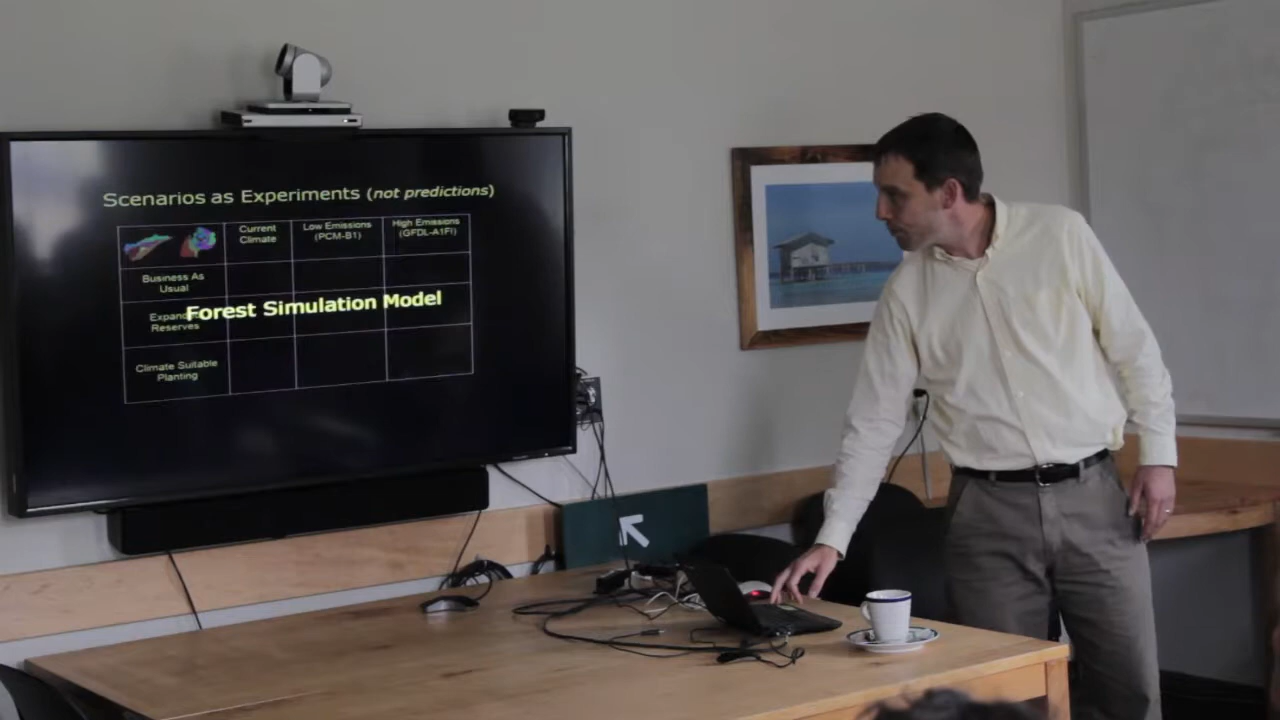 Scenarios as Experiments (not predictions)
Current
Climate
Low Emissions
(PCM-B1)
High Emissions
(GFDL-A1FI)
Business As
Usual
Forest Simulation Model
Reserves
Climate Suitable
Planting